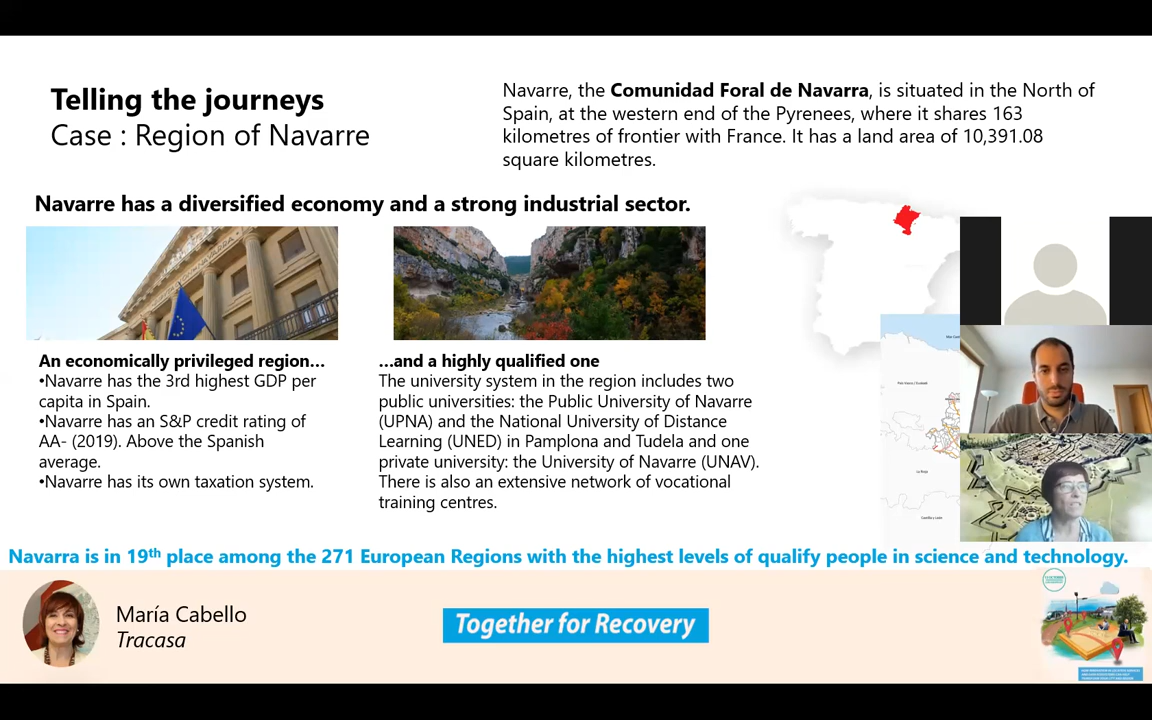 Telling the journeys
Case : Region of Navarre
Navarre, the Comunidad Foral de Navarra, is situated in the North of
Spain, at the western end of the Pyrenees, where it shares 163
kilometres of frontier with France. It has a land area of 10,391.08
square kilometres.
Navarre has a diversified economy and a strong industrial sector.
An economically privileged region…
•Navarre has the 3rd highest GDP per
capita in Spain.
•Navarre has an S&P credit rating of
AA- (2019). Above the Spanish
average.
•Navarre has its own taxation system.
…and a highly qualified one
The university system in the region includes two
public universities: the Public University of Navarre
(UPNA) and the National University of Distance
Learning (UNED) in Pamplona and Tudela and one
private university: the University of Navarre (UNAV).
There is also an extensive network of vocational
training centres.
La Rioja
Castilla y León
Navarra is in 19th place among the 271 European Regions with the highest levels of qualify people in science and technology.
María Cabello
Tracasa
Together for Recovery